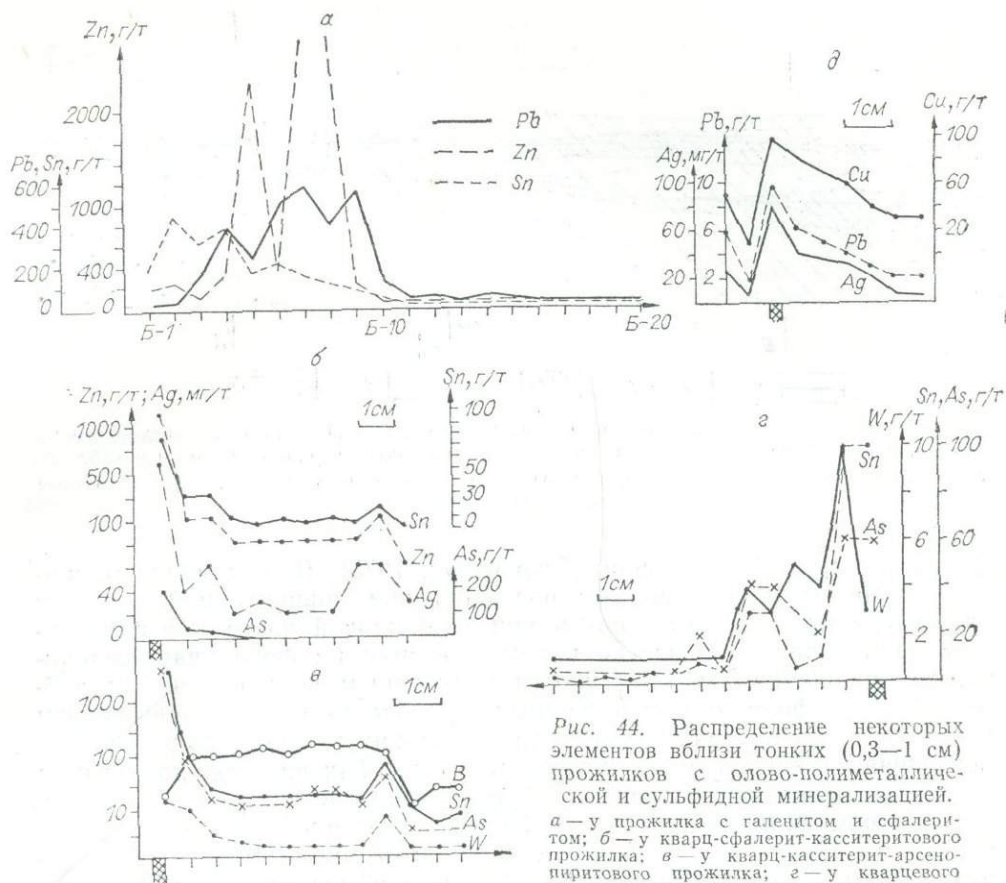 а
Zn, г/т
2000
1000
400
0
Pb, Sn, г/т
600
400
200
0
Pb
Zn
Sn
Б-1
Б-10
Б-20
д
1см
Pb, г/т
Ag, мг/т
Cu, г/т
100
60
20
10
6
2
100
60
20
Cu
Pb
Ag
б
Zn, г/т; Ag, мг/т
Sn, г/т
1см
1000
500
100
40
0
100
50
30
0
As, г/т
200
100
Sn
Zn
Ag
As
в
1см
1000
100
10
B
Sn
As
W
г
Sn, As, г/т
W, г/т
1см
10
6
2
100
60
20
Sn
As
W
Рис. 44. Распределение некоторых
элементов вблизи тонких (0,3—1 см)
прожилков с олово-полиметалличе-
ской и сульфидной минерализацией.
а — у прожилка с галенитом и сфалери-
том; б — у кварц-сфалерит-касситеритового
прожилка; в — у кварц-касситерит-арсено-
пиритового прожилка; г — у кварцевого